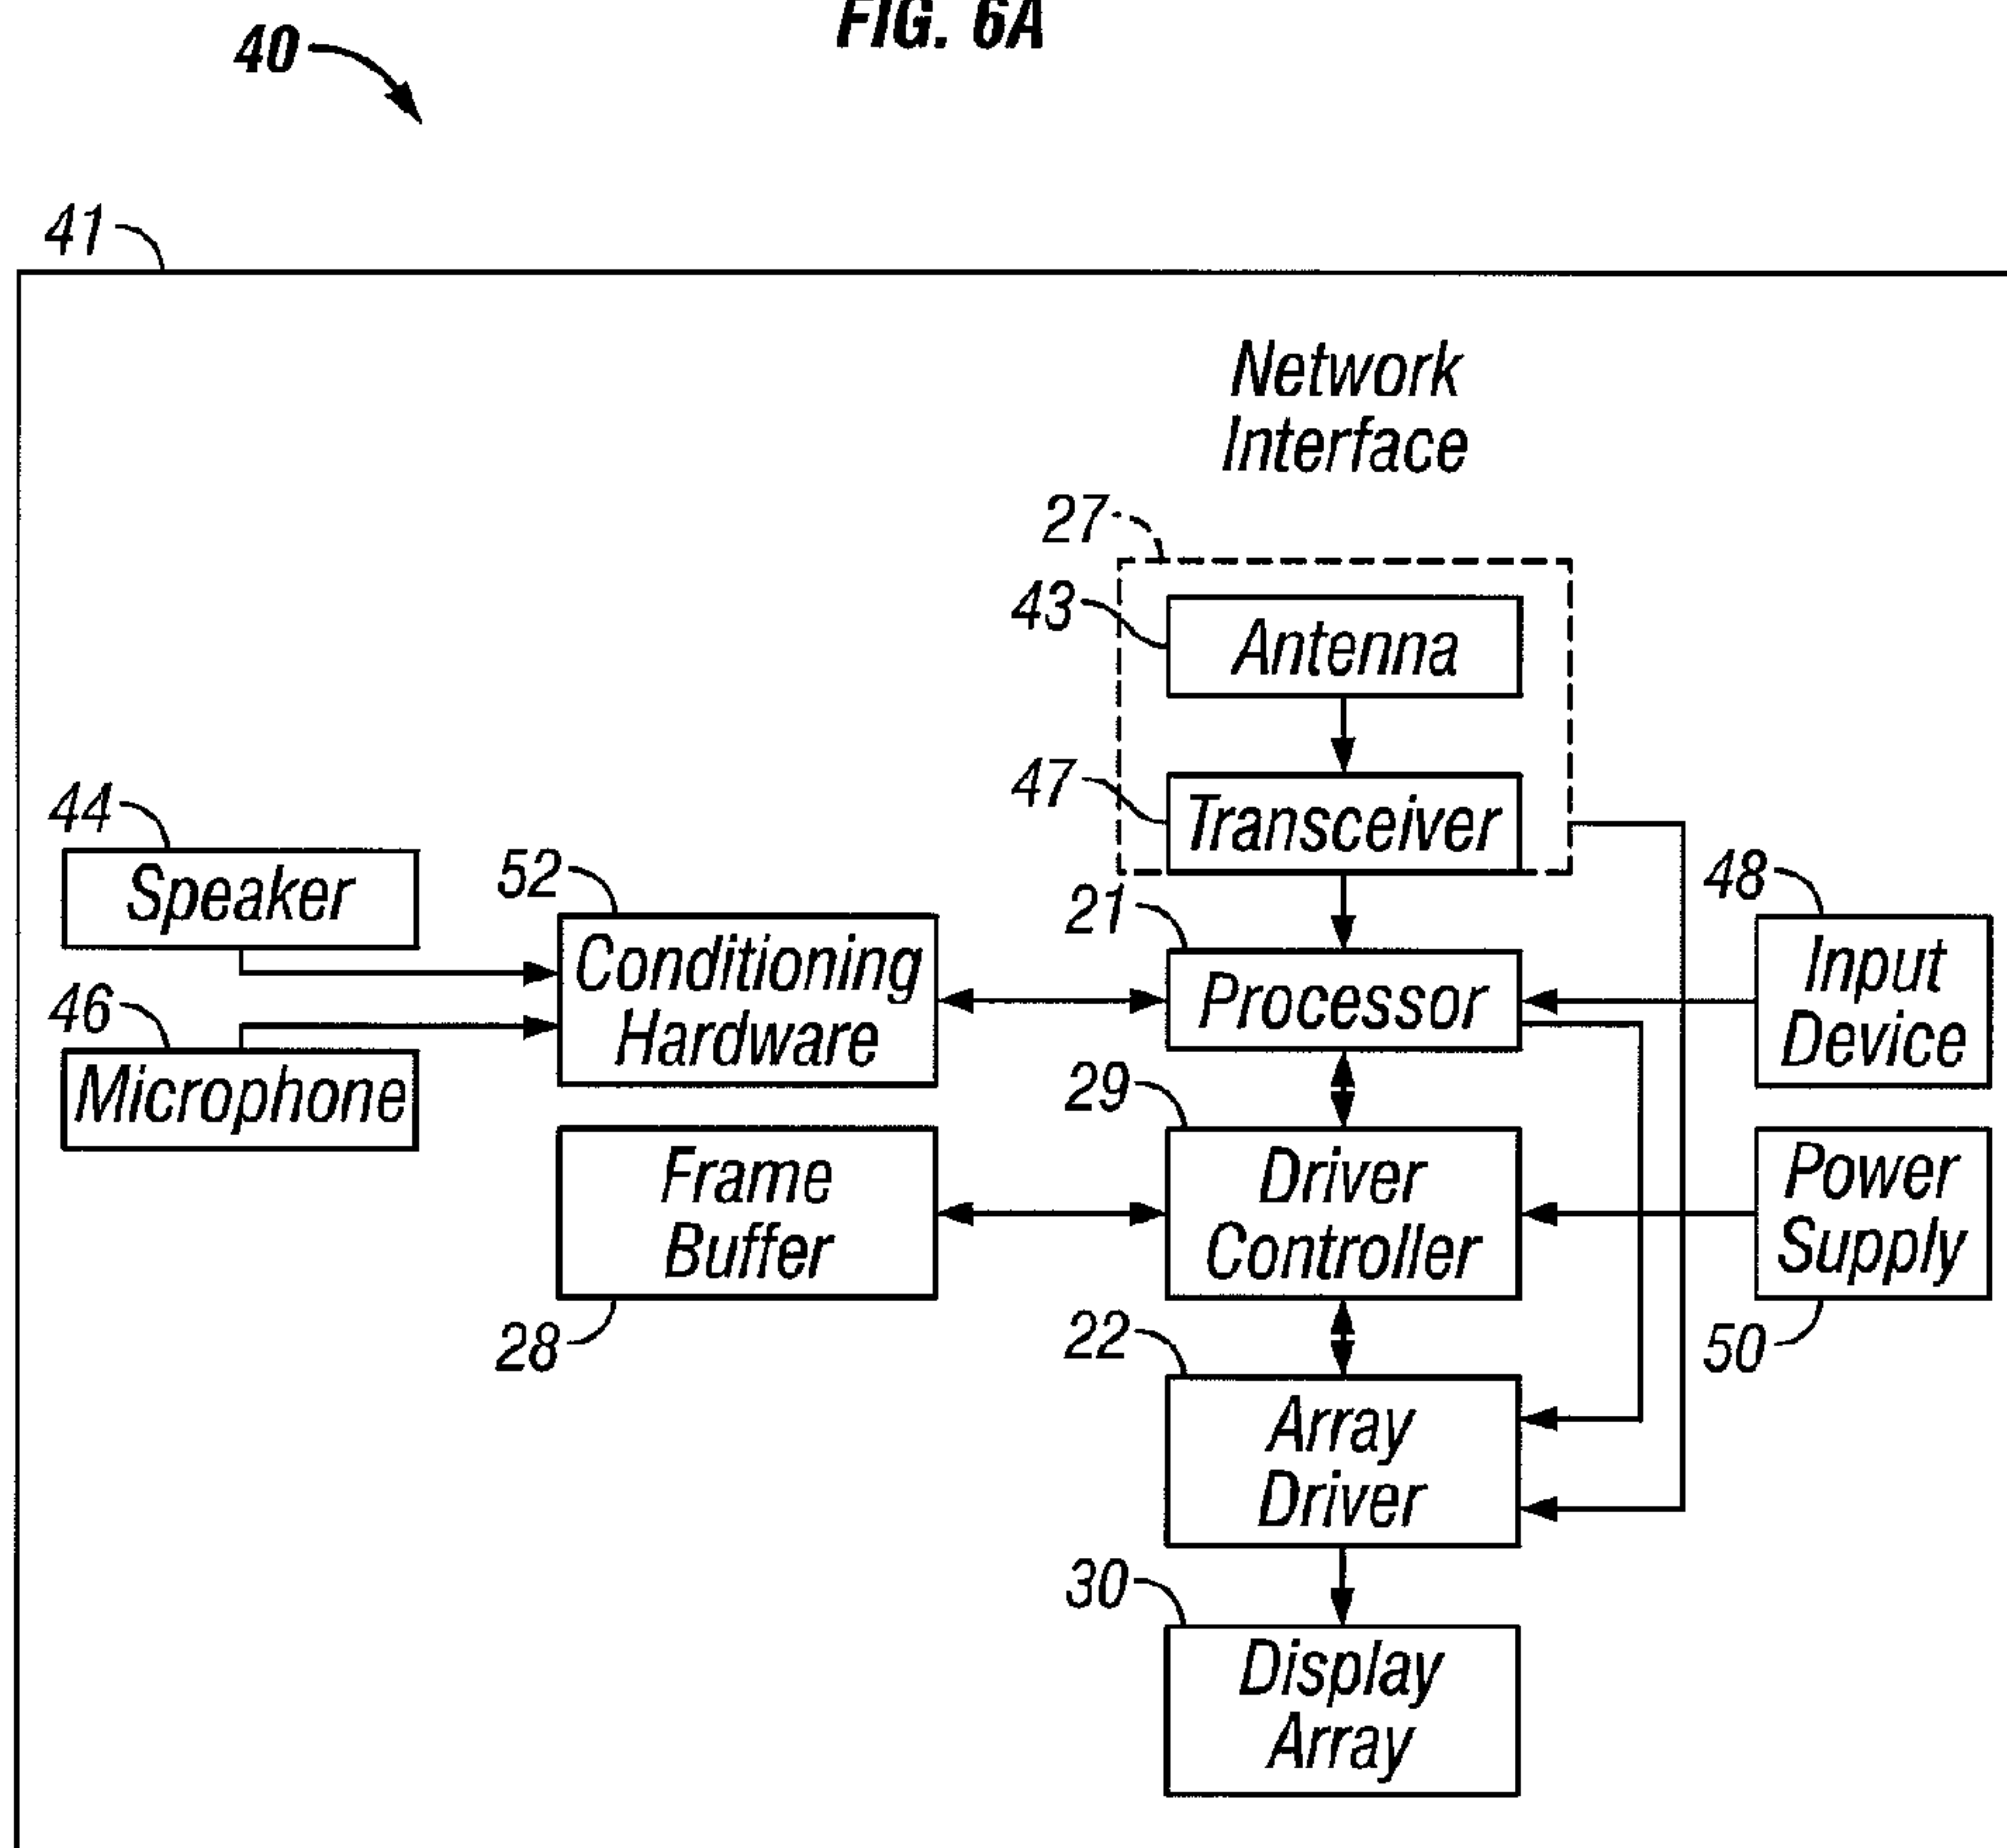 FIG. 6A
40
41
Network
Interface
27
43
Antenna
47
Transceiver
44
Speaker
52
Conditioning
Hardware
21
Processor
48
Input
Device
46
Microphone
29
Driver
Controller
Frame
Buffer
28
Power
Supply
50
22
Array
Driver
30
Display
Array